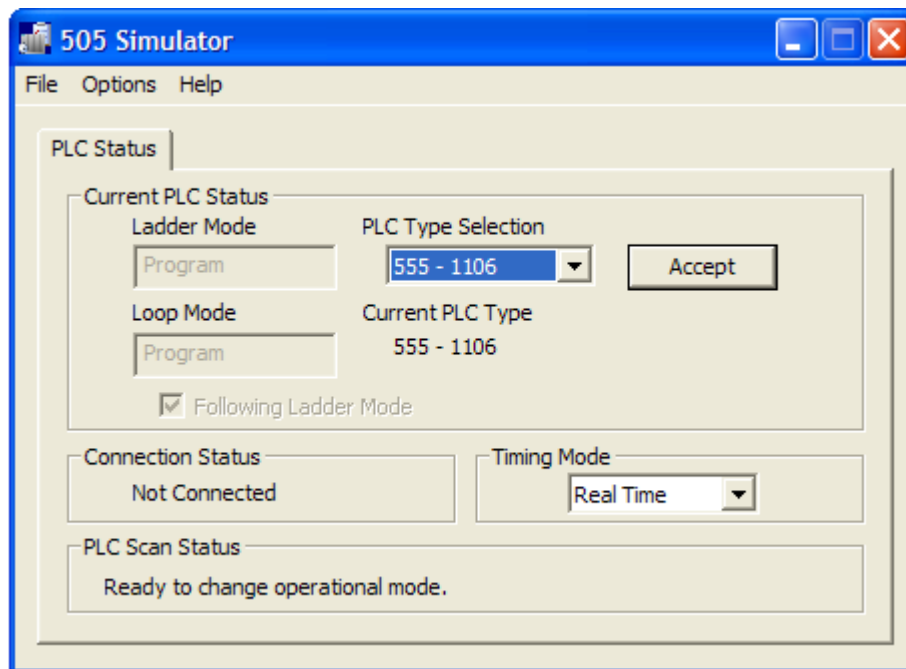 505 Simulator
File Options Help
PLC Status
Current PLC Status
Ladder Mode PLC Type Selection
Program 555 - 1106 Accept
Loop Mode Current PLC Type
Program 555 - 1106
Following Ladder Mode
Connection Status Timing Mode
Not Connected Real Time
PLC Scan Status
Ready to change operational mode.